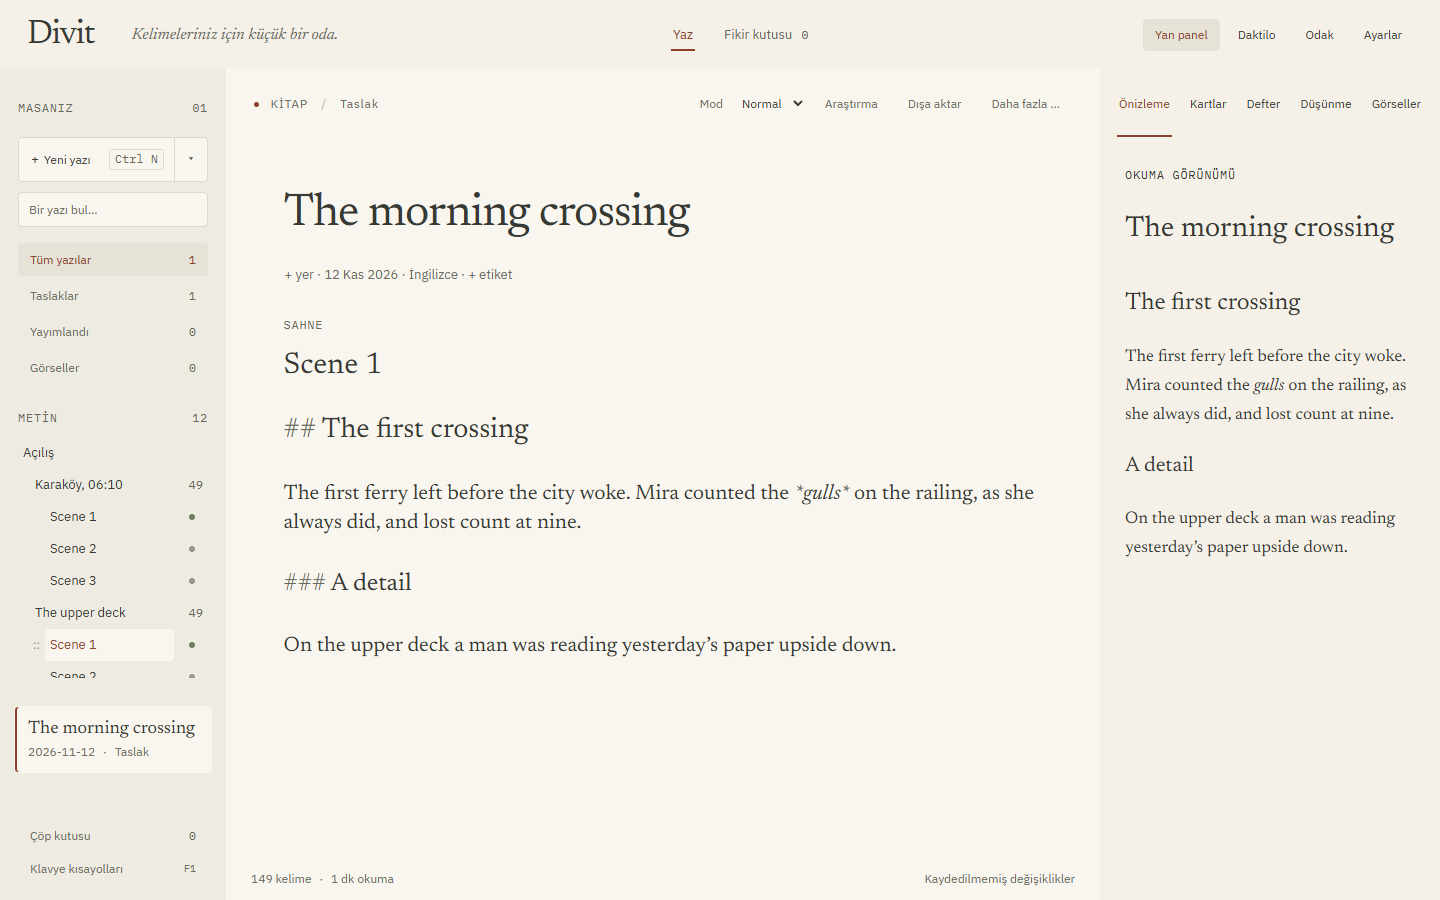 Divit
Kelimeleriniz için küçük bir oda.
Yaz
Fikir kutusu 0
Yan panel
Daktilo
Odak
Ayarlar
MASANIZ 01
+ Yeni yazı Ctrl N
Bir yazı bul...
Tüm yazılar 1
Taslaklar 1
Yayımlandı 0
Görseller 0
METİN 12
Açılış
Karaköy, 06:10 49
Scene 1
Scene 2
Scene 3
The upper deck 49
:: Scene 1
Scene 2
The morning crossing
2026-11-12 · Taslak
Çöp kutusu 0
Klavye kısayolları F1
KİTAP / Taslak
Mod Normal
Araştırma
Dışa aktar
Daha fazla ...
The morning crossing
+ yer · 12 Kas 2026 · İngilizce · + etiket
SAHNE
Scene 1
## The first crossing
The first ferry left before the city woke. Mira counted the *gulls* on the railing, as she
always did, and lost count at nine.
### A detail
On the upper deck a man was reading yesterday’s paper upside down.
149 kelime · 1 dk okuma
Kaydedilmemiş değişiklikler
Önizleme
Kartlar
Defter
Düşünme
Görseller
OKUMA GÖRÜNÜMÜ
The morning crossing
The first crossing
The first ferry left before the city woke.
Mira counted the gulls on the railing, as
she always did, and lost count at nine.
A detail
On the upper deck a man was reading
yesterday’s paper upside down.